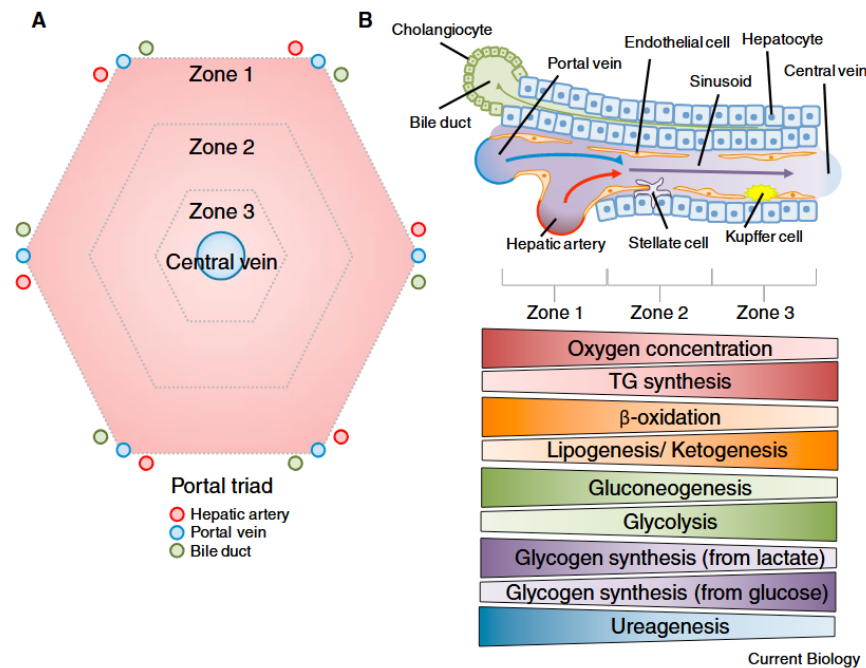 A
Zone 1
Zone 2
Zone 3
Central vein
Portal triad
Hepatic artery
Portal vein
Bile duct
B
Cholangiocyte
Portal vein
Endothelial cell
Hepatocyte
Sinusoid
Central vein
Bile duct
Hepatic artery
Stellate cell
Kupffer cell
Zone 1
Zone 2
Zone 3
Oxygen concentration
TG synthesis
β-oxidation
Lipogenesis/ Ketogenesis
Gluconeogenesis
Glycolysis
Glycogen synthesis (from lactate)
Glycogen synthesis (from glucose)
Ureagenesis
Current Biology